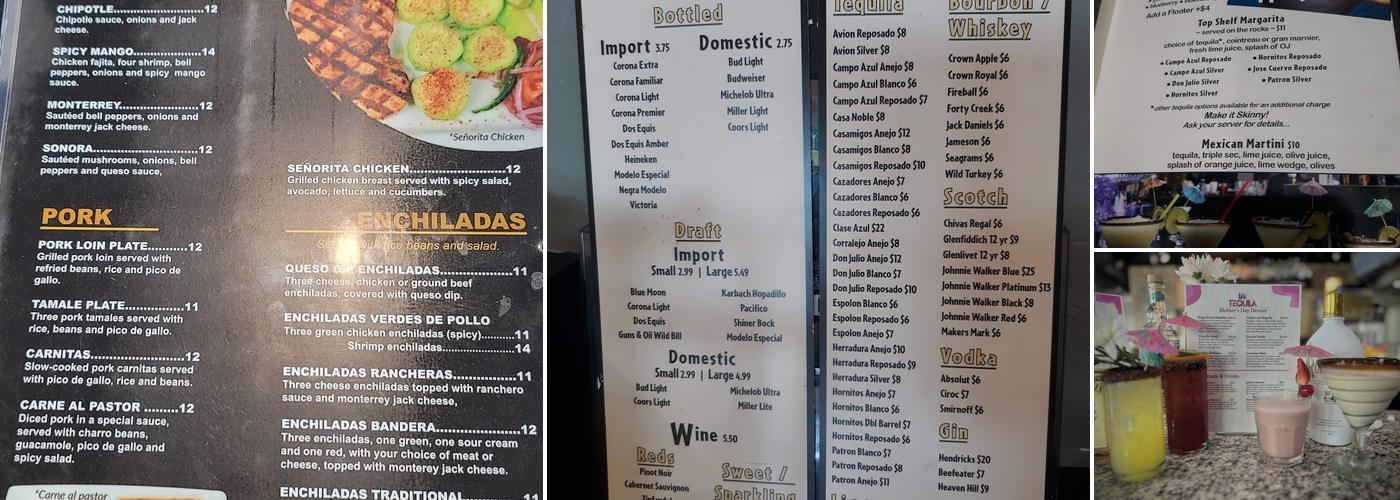 CHIPOTLE.....................12
Chipotle sauce, onions and jack
cheese.
SPICY MANGO...............14
Chicken fajita, four shrimp, bell
peppers, onions and spicy mango
sauce.
MONTERREY..................12
Sautéed bell peppers, onions and
monterrey jack cheese.
SONORA.......................12
Sautéed mushrooms, onions, bell
peppers and queso sauce,
PORK
PORK LOIN PLATE...........12
Grilled pork loin served with
refried beans, rice and pico de
gallo.
TAMALE PLATE..............11
Three pork tamales served with
rice, beans and pico de gallo.
CARNITAS.....................12
Slow-cooked pork carnitas served
with pico de gallo, rice and beans.
CARNE AL PASTOR .........12
Diced pork in a special sauce,
served with charro beans,
guacamole, pico de gallo and
spicy salad.
*Carne al pastor
*Señorita Chicken
SEÑORITA CHICKEN......................12
Grilled chicken breast served with spicy salad,
avocado, lettuce and cucumbers.
ENCHILADAS
rice beans and salad.
QUESO DIP ENCHILADAS................11
Three cheese, chicken or ground beef
enchiladas, covered with queso dip.
ENCHILADAS VERDES DE POLLO
Three green chicken enchiladas (spicy)..........11
Shrimp enchiladas.......................14
ENCHILADAS RANCHERAS...............11
Three cheese enchiladas topped with ranchero
sauce and monterrey jack cheese,
ENCHILADAS BANDERA..................12
Three enchiladas, one green, one sour cream
and one red, with your choice of meat or
cheese, topped with monterey jack cheese.
ENCHILADAS TRADITIONAL..............11
Bottled
Import 3.75
Corona Extra
Corona Familiar
Corona Light
Corona Premier
Dos Equis
Dos Equis Amber
Heineken
Modelo Especial
Negra Modelo
Victoria
Domestic 2.75
Bud Light
Budweiser
Michelob Ultra
Miller Light
Coors Light
Draft
Import
Small 2.99 | Large 5.49
Blue Moon
Corona Light
Dos Equis
Guns & Oil Wild Bill
Karbach Hopadillo
Pacifico
Shiner Bock
Modelo Especial
Domestic
Small 2.99 | Large 4.99
Bud Light
Coors Light
Michelob Ultra
Miller Lite
Wine 5.50
Reds
Pinot Noir
Cabernet Sauvignon
Zinfandel
Sweet /
Sparkling
Tequila
Avion Reposado $8
Avion Silver $8
Campo Azul Anejo $8
Campo Azul Blanco $6
Campo Azul Reposado $7
Casa Noble $8
Casamigos Anejo $12
Casamigos Blanco $8
Casamigos Reposado $10
Cazadores Anejo $7
Cazadores Blanco $6
Cazadores Reposado $6
Clase Azul $22
Corralejo Anejo $8
Don Julio Anejo $12
Don Julio Blanco $7
Don Julio Reposado $10
Espolon Blanco $6
Espolon Reposado $6
Espolon Anejo $7
Herradura Anejo $10
Herradura Reposado $9
Herradura Silver $8
Hornitos Anejo $7
Hornitos Blanco $6
Hornitos Dbl Barrel $7
Hornitos Reposado $6
Patron Blanco $7
Patron Reposado $8
Patron Anejo $11
Bourbon /
Whiskey
Crown Apple $6
Crown Royal $6
Fireball $6
Forty Creek $6
Jack Daniels $6
Jameson $6
Seagrams $6
Wild Turkey $6
Scotch
Chivas Regal $6
Glenfiddich 12 yr $9
Glenlivet 12 yr $8
Johnnie Walker Blue $25
Johnnie Walker Platinum $13
Johnnie Walker Black $8
Johnnie Walker Red $6
Makers Mark $6
Vodka
Absolut $6
Ciroc $7
Smirnoff $6
Gin
Hendricks $20
Beefeater $7
Heaven Hill $9
Add a Floater +$4
Top Shelf Margarita
~ served on the rocks ~ $11
choice of tequila*, cointreau or gran marnier,
fresh lime juice, splash of OJ
• Campo Azul Reposado
• Campo Azul Silver
• Don Julio Silver
• Hornitos Silver
• Hornitos Reposado
• Jose Cuervo Reposado
• Patron Silver
*other tequila options available for an additional charge
Make it Skinny!
Ask your server for details...
Mexican Martini $10
tequila, triple sec, lime juice, olive juice,
splash of orange juice, lime wedge, olives
TEQUILA
Mother's Day Dinner